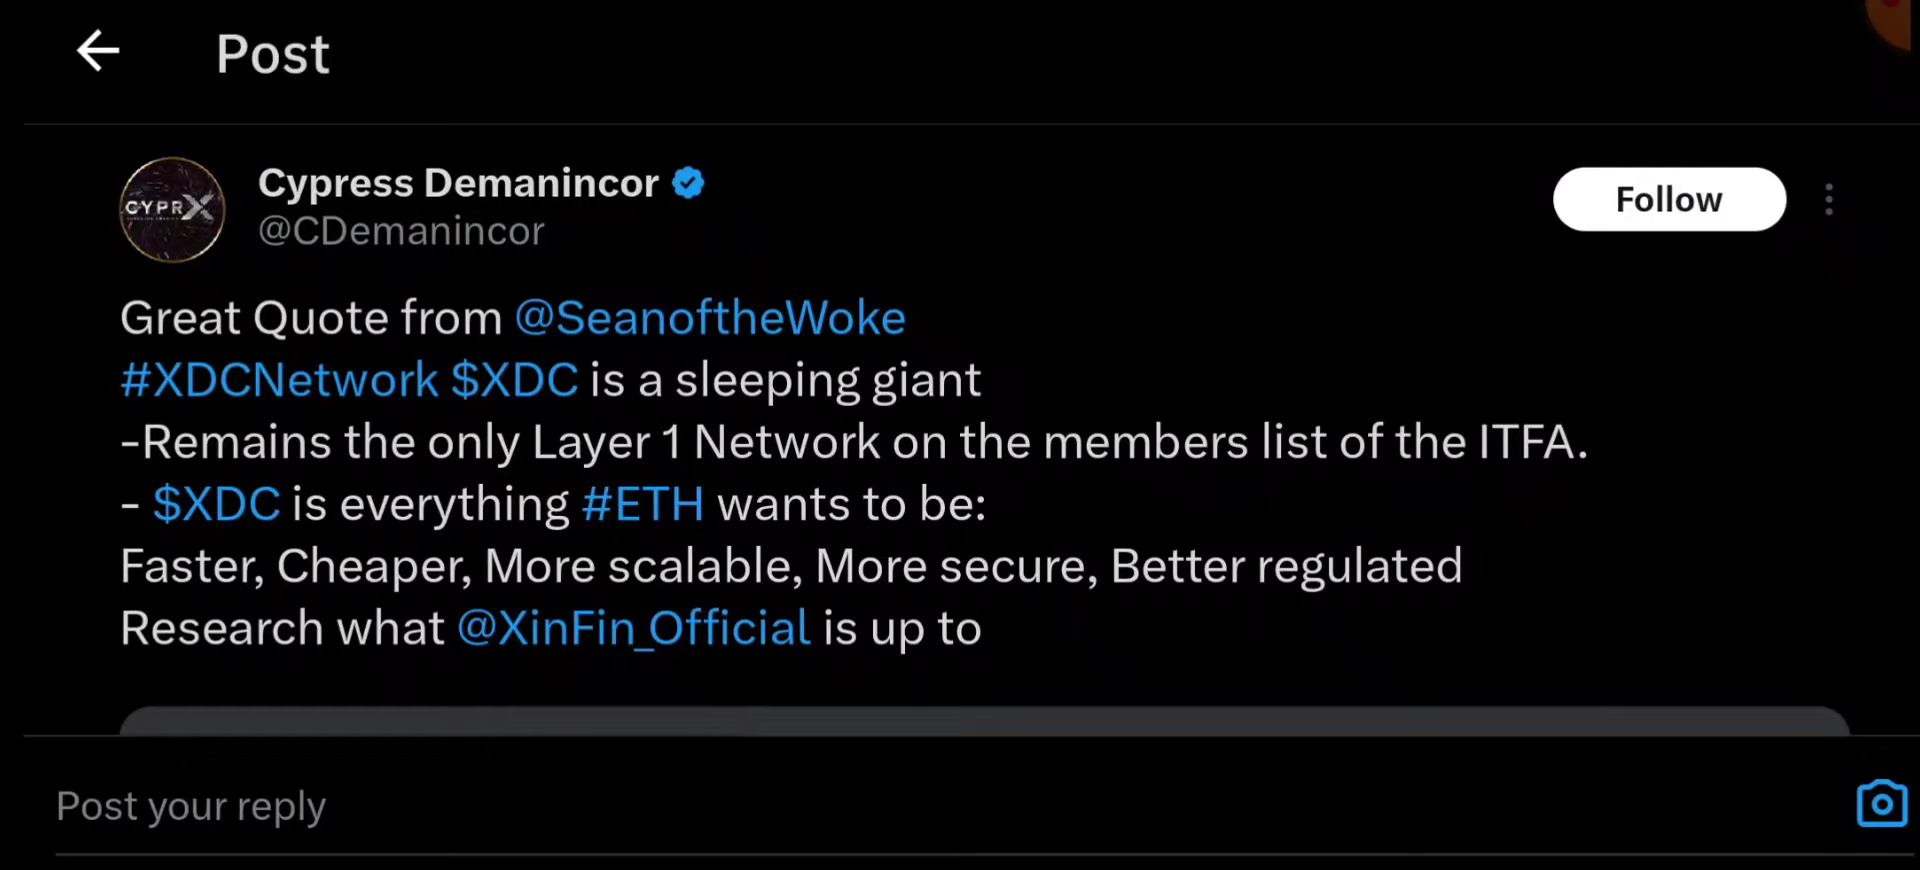 Post
Cypress Demanincor
@CDemanincor
Follow
CYPRX
Great Quote from @SeanoftheWoke
#XDCNetwork $XDC is a sleeping giant
-Remains the only Layer 1 Network on the members list of the ITFA.
- $XDC is everything #ETH wants to be:
Faster, Cheaper, More scalable, More secure, Better regulated
Research what @XinFin_Official is up to
Post your reply